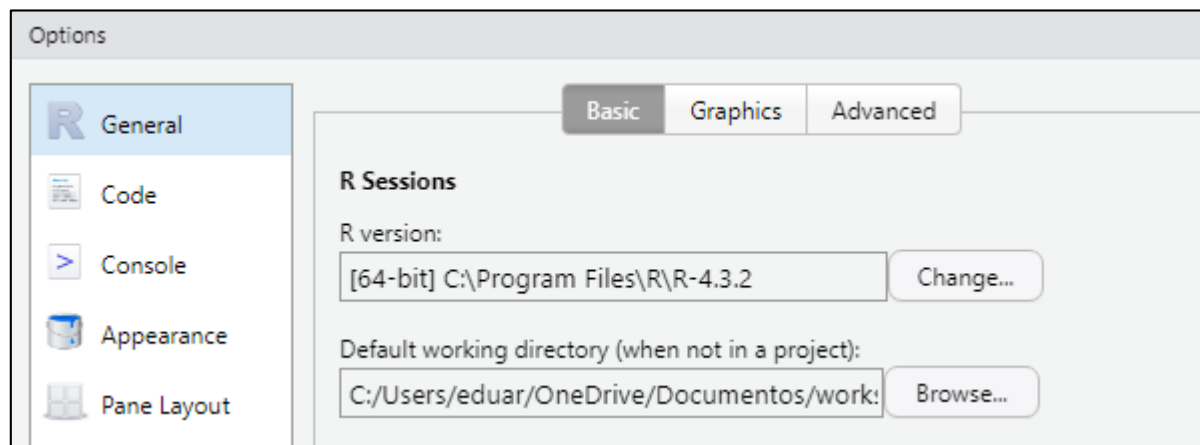 Options
General
Code
Console
Appearance
Pane Layout
Basic Graphics Advanced
R Sessions
R version:
[64-bit] C:\Program Files\R\R-4.3.2 Change...
Default working directory (when not in a project):
C:/Users/eduar/OneDrive/Documentos/works Browse...